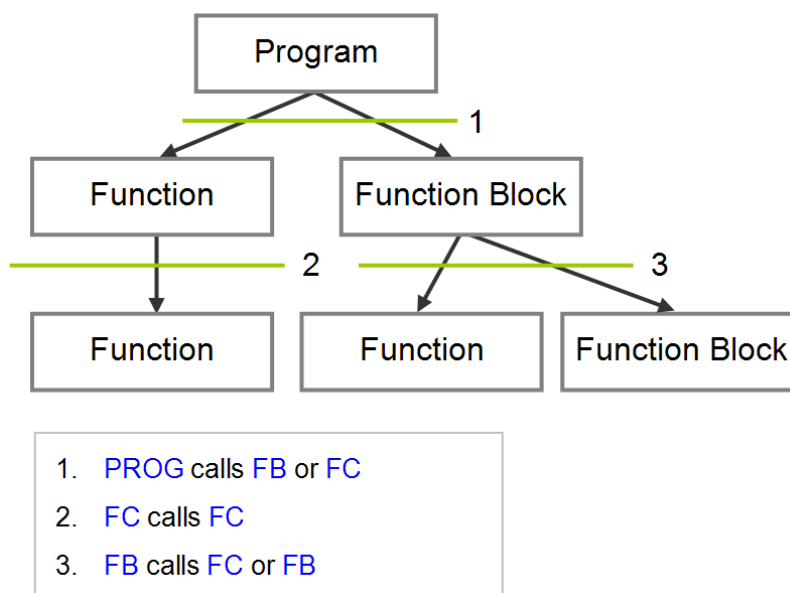 Program
1
Function
Function Block
2
3
Function
Function
Function Block
1. PROG calls FB or FC
2. FC calls FC
3. FB calls FC or FB